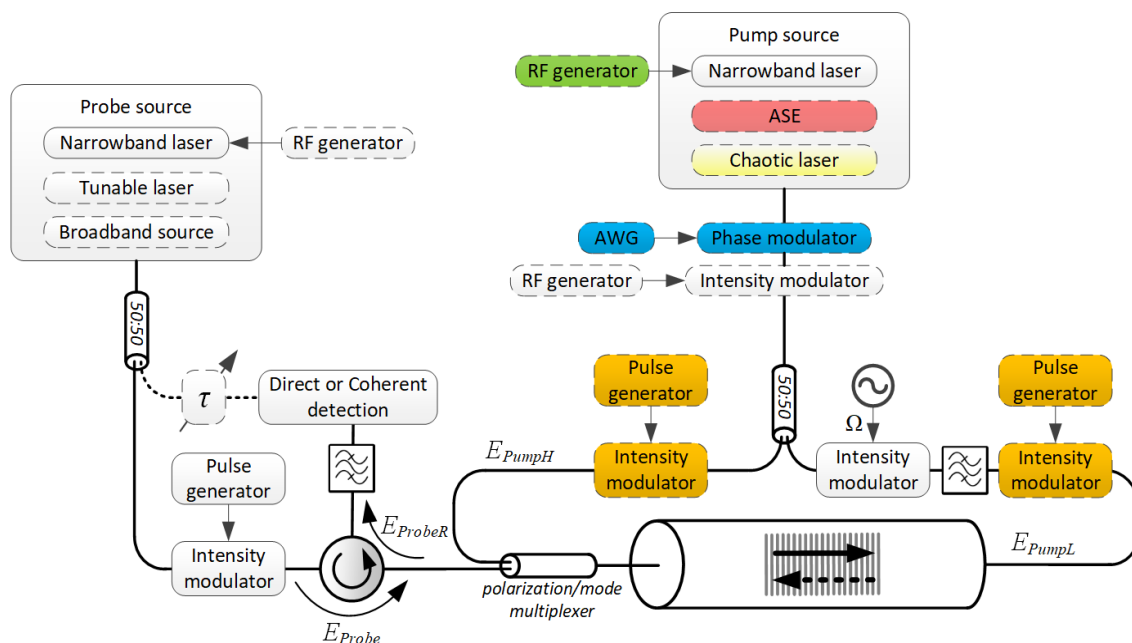 Pump source
RF generator
Narrowband laser
ASE
Chaotic laser
Probe source
Narrowband laser
RF generator
Tunable laser
Broadband source
AWG
Phase modulator
RF generator
Intensity modulator
50:50
50:50
τ
Direct or Coherent
detection
Pulse
generator
Pulse
generator
Ω
E_PumpH
Intensity
modulator
Intensity
modulator
Intensity
modulator
Pulse
generator
E_ProbeR
Intensity
modulator
E_Probe
polarization/mode
multiplexer
E_PumpL